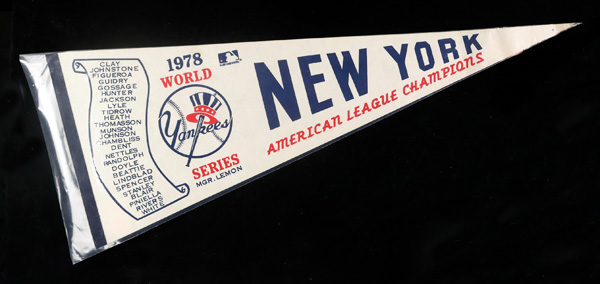 CLAY
JOHNSTONE
FIGUEROA
GUIDRY
GOSSAGE
HUNTER
JACKSON
LYLE
TIDROW
HEATH
THOMASSON
MUNSON
JOHNSON
CHAMBLISS
DENT
NETTLES
RANDOLPH
DOYLE
BEATTIE
LINDBLAD
SPENCER
STANLEY
BLAIR
PINIELLA
RIVERS
WHITE
1978
WORLD
Yankees
SERIES
MGR. LEMON
NEW YORK
AMERICAN LEAGUE CHAMPIONS